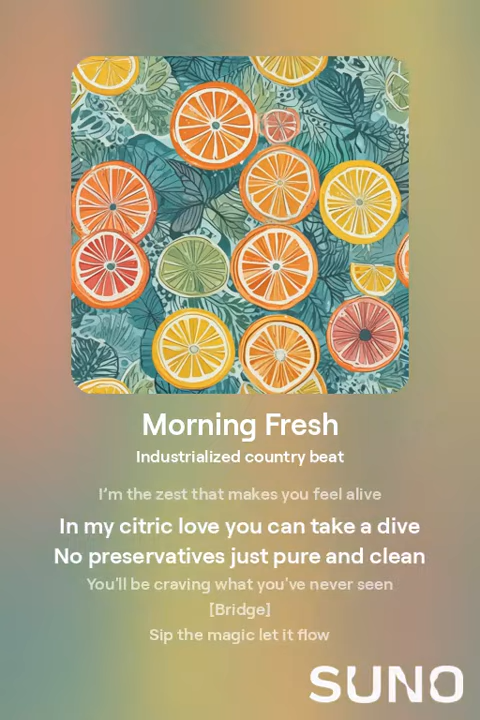 Morning Fresh
Industrialized country beat
I'm the zest that makes you feel alive
In my citric love you can take a dive
No preservatives just pure and clean
You'll be craving what you've never seen
[Bridge]
Sip the magic let it flow
SUNO